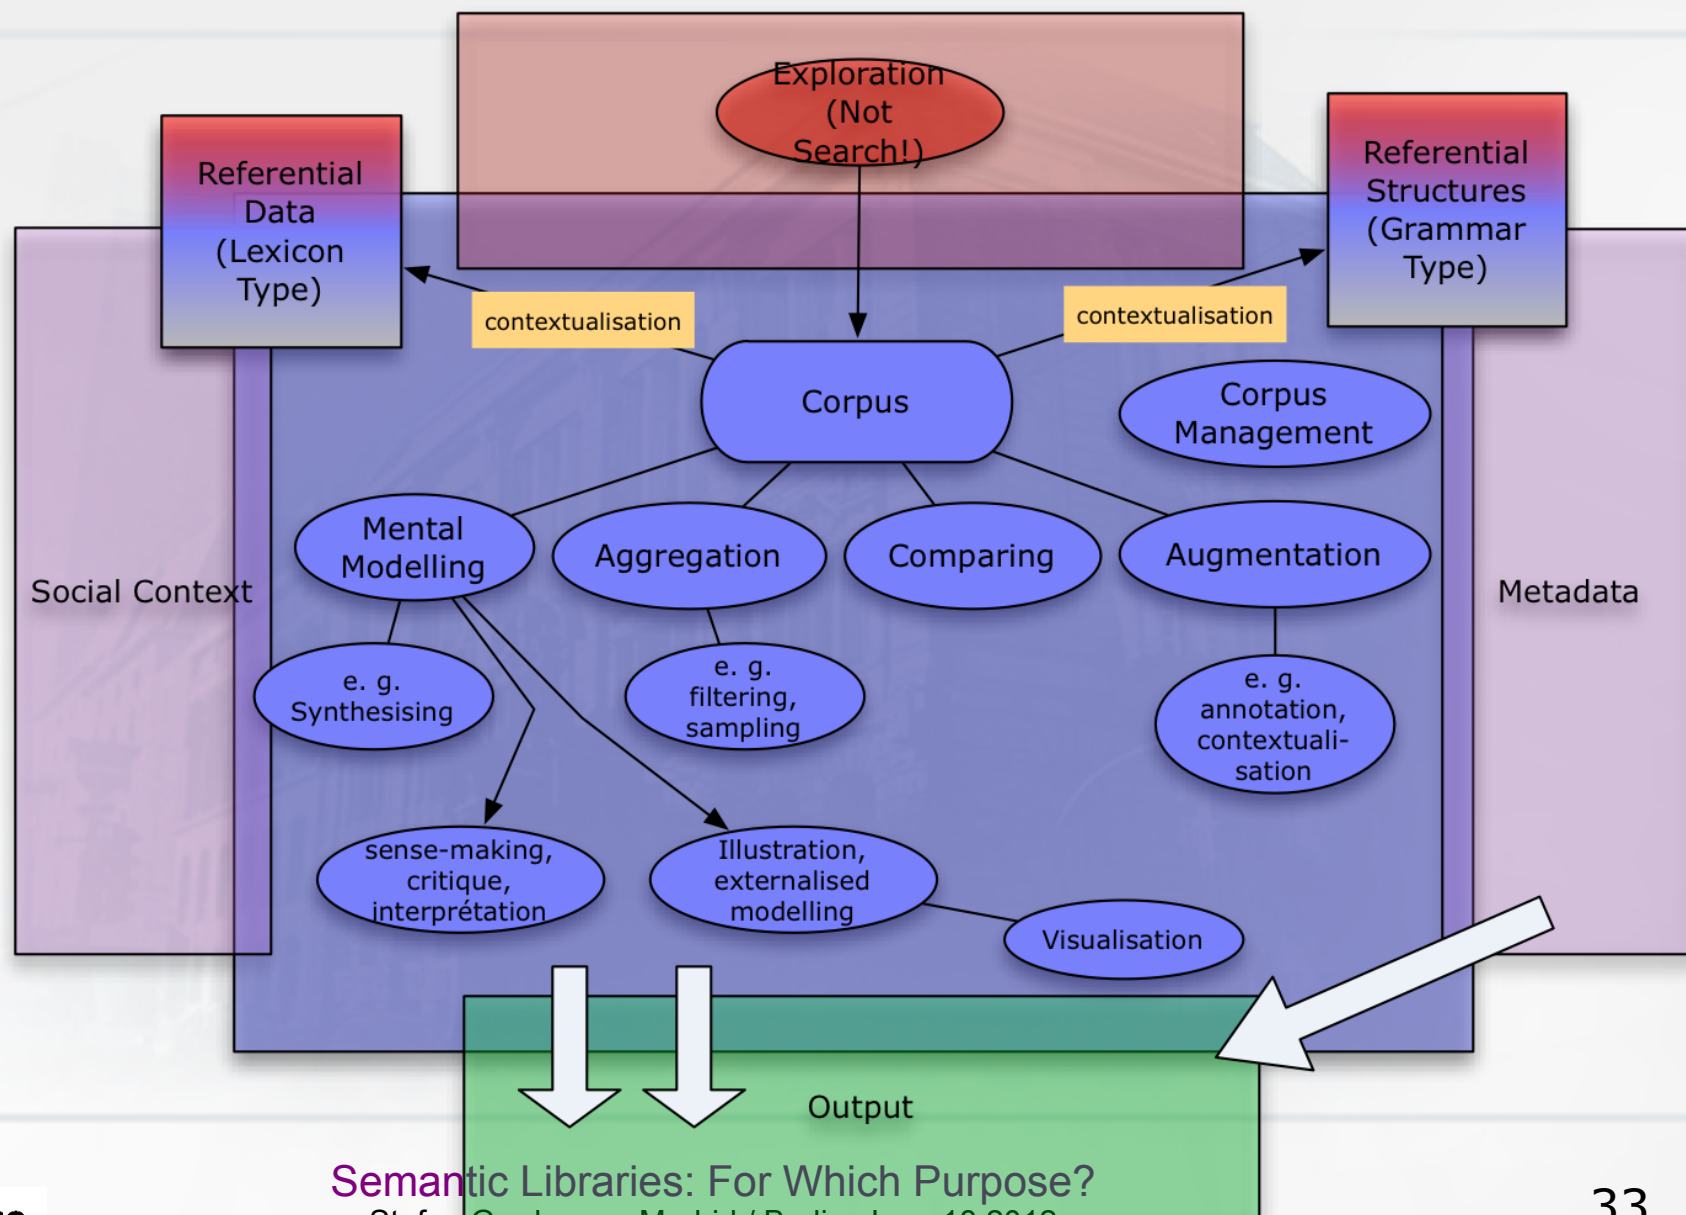 Exploration
(Not
Search!)
Referential
Data
(Lexicon
Type)
Referential
Structures
(Grammar
Type)
contextualisation
contextualisation
Corpus
Corpus
Management
Mental
Modelling
Aggregation
Comparing
Augmentation
Social Context
Metadata
e. g.
Synthesising
e. g.
filtering,
sampling
e. g.
annotation,
contextuali-
sation
sense-making,
critique,
interprétation
Illustration,
externalised
modelling
Visualisation
Output
Semantic Libraries: For Which Purpose?
33